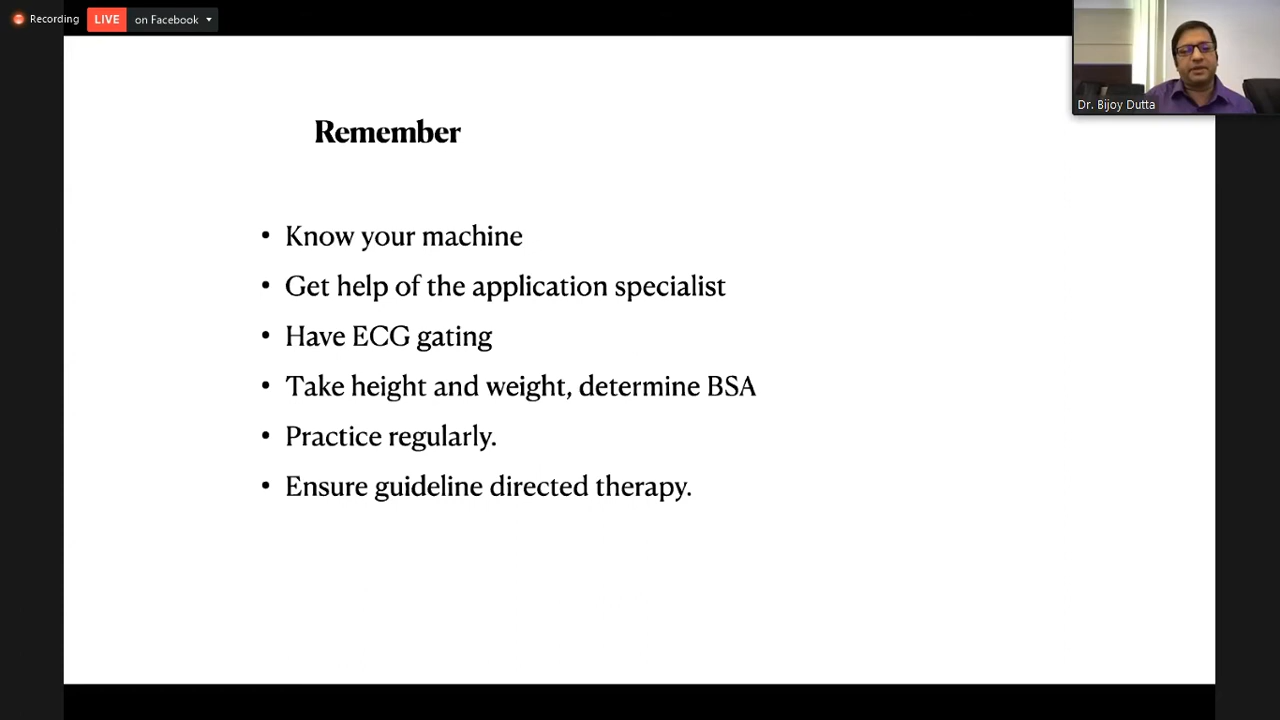 Recording
LIVE on Facebook
Dr. Bijoy Dutta
Remember
• Know your machine
• Get help of the application specialist
• Have ECG gating
• Take height and weight, determine BSA
• Practice regularly.
• Ensure guideline directed therapy.